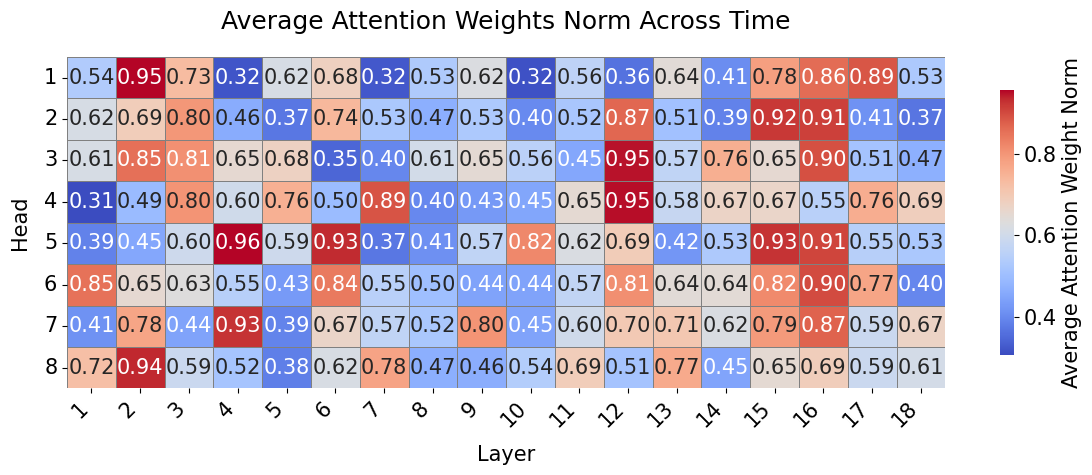 Average Attention Weights Norm Across Time
1 0.54 0.95 0.73 0.32 0.62 0.68 0.32 0.53 0.62 0.32 0.56 0.36 0.64 0.41 0.78 0.86 0.89 0.53
2 0.62 0.69 0.80 0.46 0.37 0.74 0.53 0.47 0.53 0.40 0.52 0.87 0.51 0.39 0.92 0.91 0.41 0.37
3 0.61 0.85 0.81 0.65 0.68 0.35 0.40 0.61 0.65 0.56 0.45 0.95 0.57 0.76 0.65 0.90 0.51 0.47
4 0.31 0.49 0.80 0.60 0.76 0.50 0.89 0.40 0.43 0.45 0.65 0.95 0.58 0.67 0.67 0.55 0.76 0.69
5 0.39 0.45 0.60 0.96 0.59 0.93 0.37 0.41 0.57 0.82 0.62 0.69 0.42 0.53 0.93 0.91 0.55 0.53
6 0.85 0.65 0.63 0.55 0.43 0.84 0.55 0.50 0.44 0.44 0.57 0.81 0.64 0.64 0.82 0.90 0.77 0.40
7 0.41 0.78 0.44 0.93 0.39 0.67 0.57 0.52 0.80 0.45 0.60 0.70 0.71 0.62 0.79 0.87 0.59 0.67
8 0.72 0.94 0.59 0.52 0.38 0.62 0.78 0.47 0.46 0.54 0.69 0.51 0.77 0.45 0.65 0.69 0.59 0.61
1 2 3 4 5 6 7 8 9 10 11 12 13 14 15 16 17 18
Layer
Head
0.8
0.6
0.4
Average Attention Weight Norm